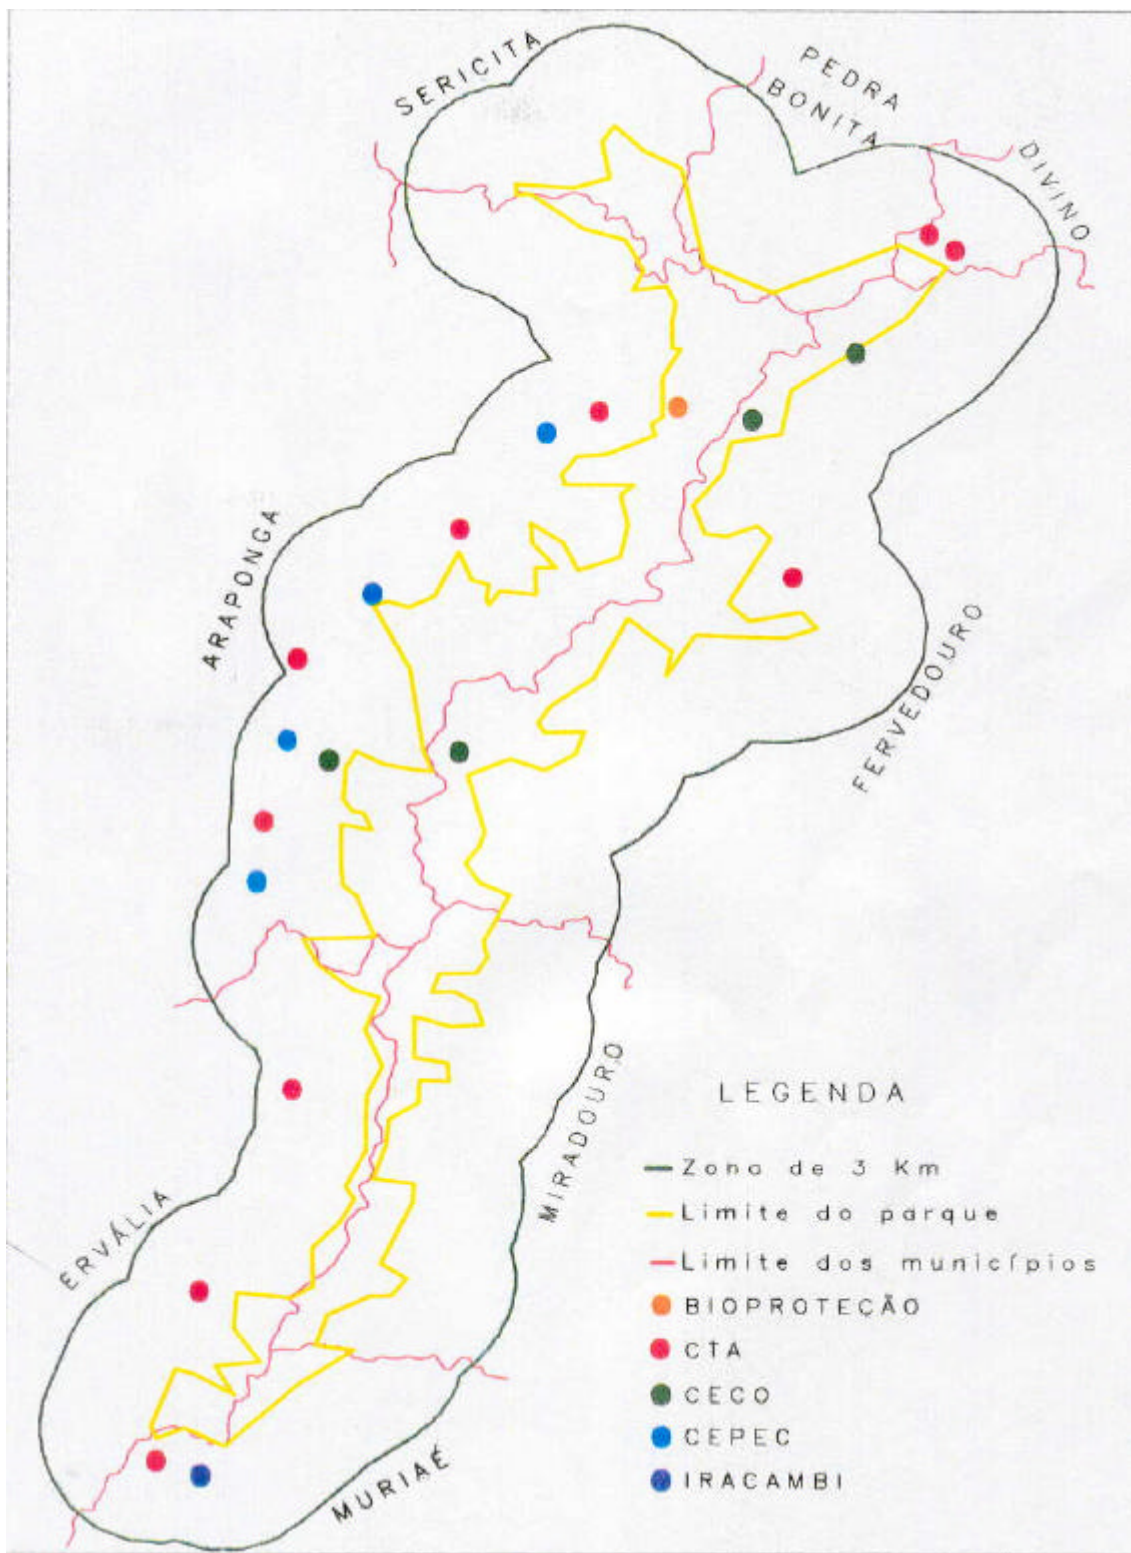 SERICITA
PEDRA
BONITA
DIVINO
ARAPONGA
FERVEDOURO
MIRADOURO
ERVÁLIA
MURIAÉ
LEGENDA
Zona de 3 Km
Limite do parque
Limite dos municípios
BIOPROTEÇÃO
CTA
CECO
CEPEC
IRACAMBI